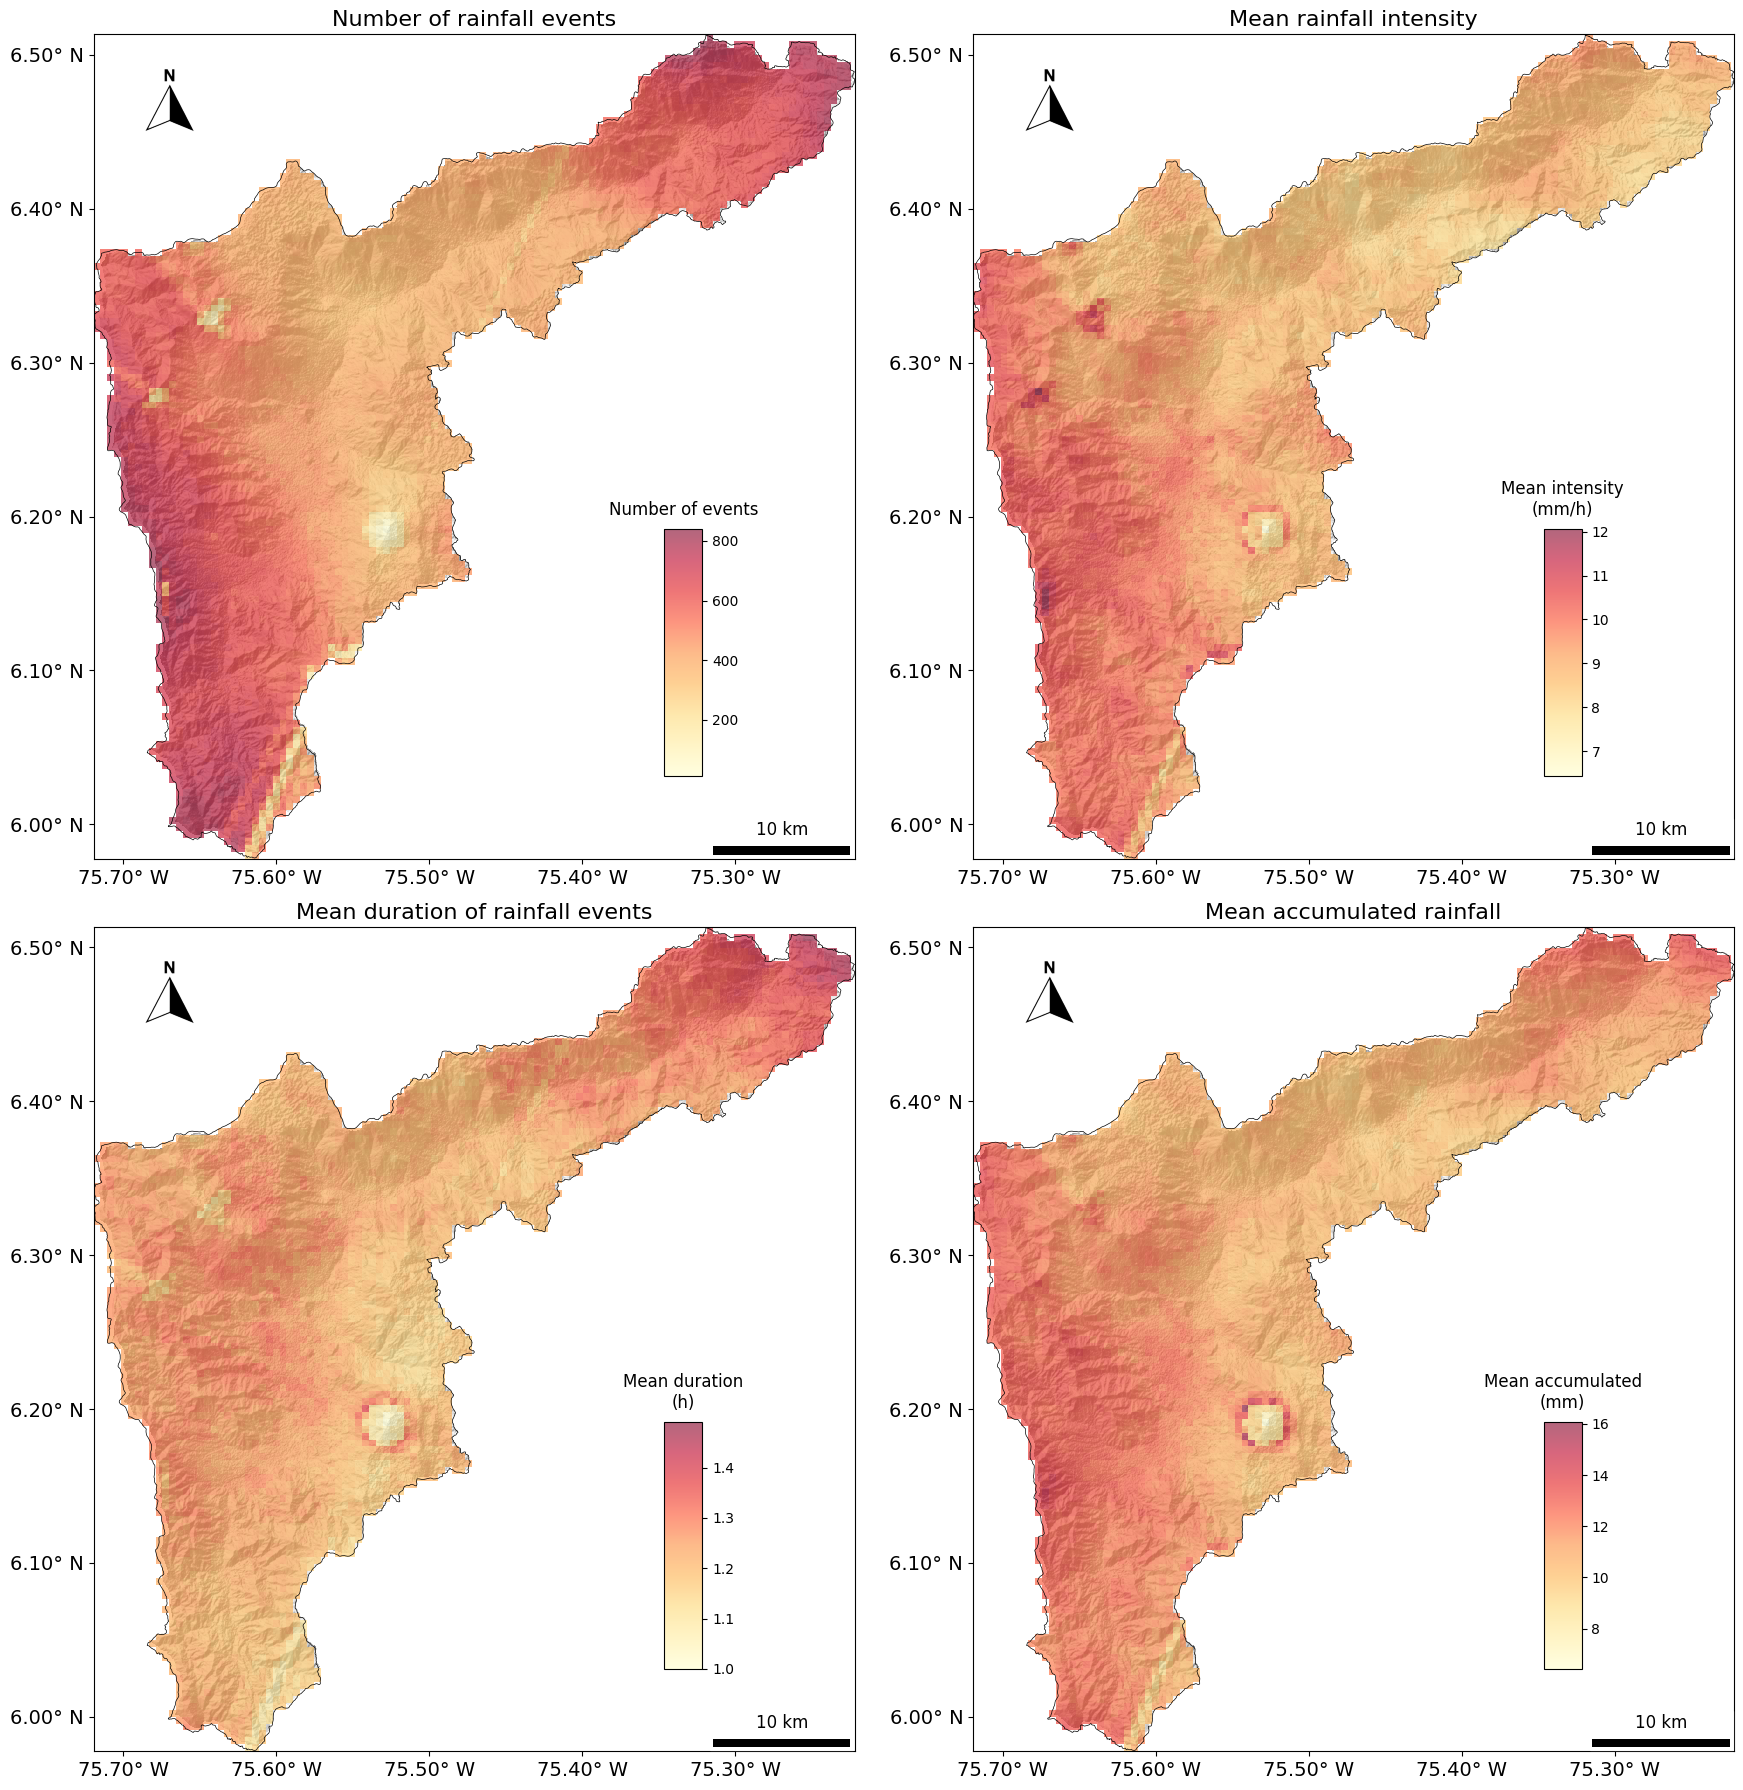 Number of rainfall events
6.50° N
6.40° N
6.30° N
6.20° N
6.10° N
6.00° N
N
Number of events
800
600
400
200
10 km
75.70° W
75.60° W
75.50° W
75.40° W
75.30° W
Mean rainfall intensity
6.50° N
6.40° N
6.30° N
6.20° N
6.10° N
6.00° N
N
Mean intensity
(mm/h)
12
11
10
9
8
7
10 km
75.70° W
75.60° W
75.50° W
75.40° W
75.30° W
Mean duration of rainfall events
6.50° N
6.40° N
6.30° N
6.20° N
6.10° N
6.00° N
N
Mean duration
(h)
1.4
1.3
1.2
1.1
1.0
10 km
75.70° W
75.60° W
75.50° W
75.40° W
75.30° W
Mean accumulated rainfall
6.50° N
6.40° N
6.30° N
6.20° N
6.10° N
6.00° N
N
Mean accumulated
(mm)
16
14
12
10
8
10 km
75.70° W
75.60° W
75.50° W
75.40° W
75.30° W